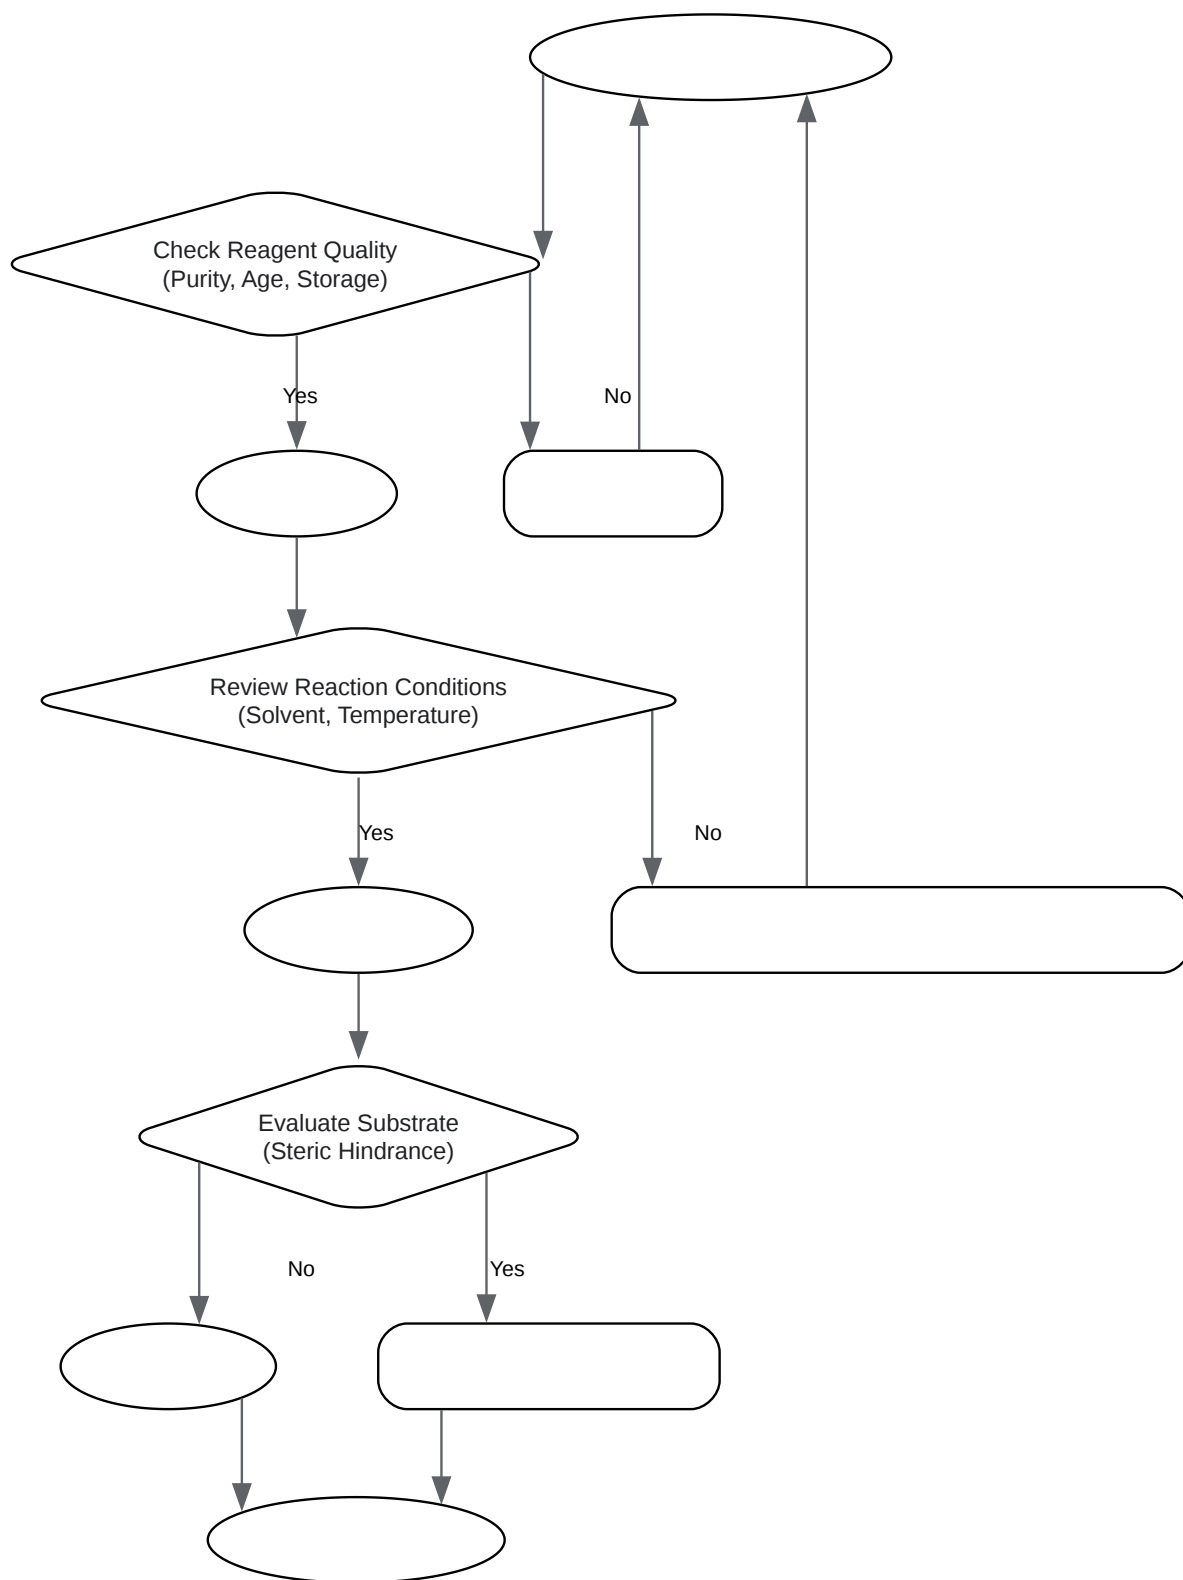 Check Reagent Quality
(Purity, Age, Storage)
Yes
No
Review Reaction Conditions
(Solvent, Temperature)
Yes
No
Evaluate Substrate
(Steric Hindrance)
No
Yes